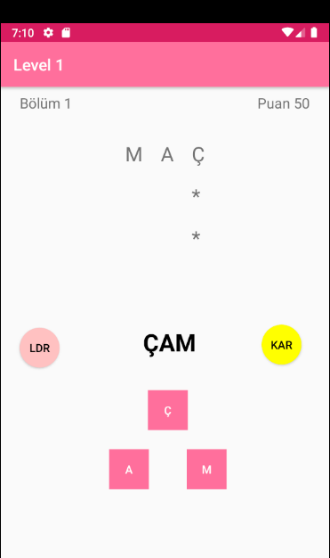 7:10
Level 1
Bölüm 1 Puan 50
M A Ç
*
*
LDR ÇAM KAR
Ç
A M